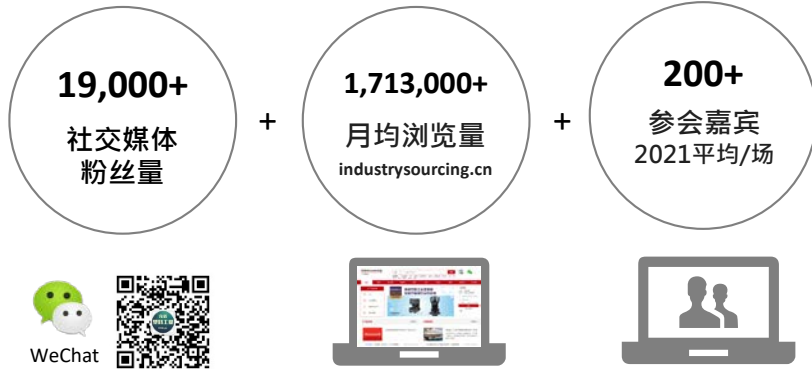 19,000+
社交媒体
粉丝量
+
1,713,000+
月均浏览量
industrysourcing.cn
+
200+
参会嘉宾
2021平均/场
WeChat